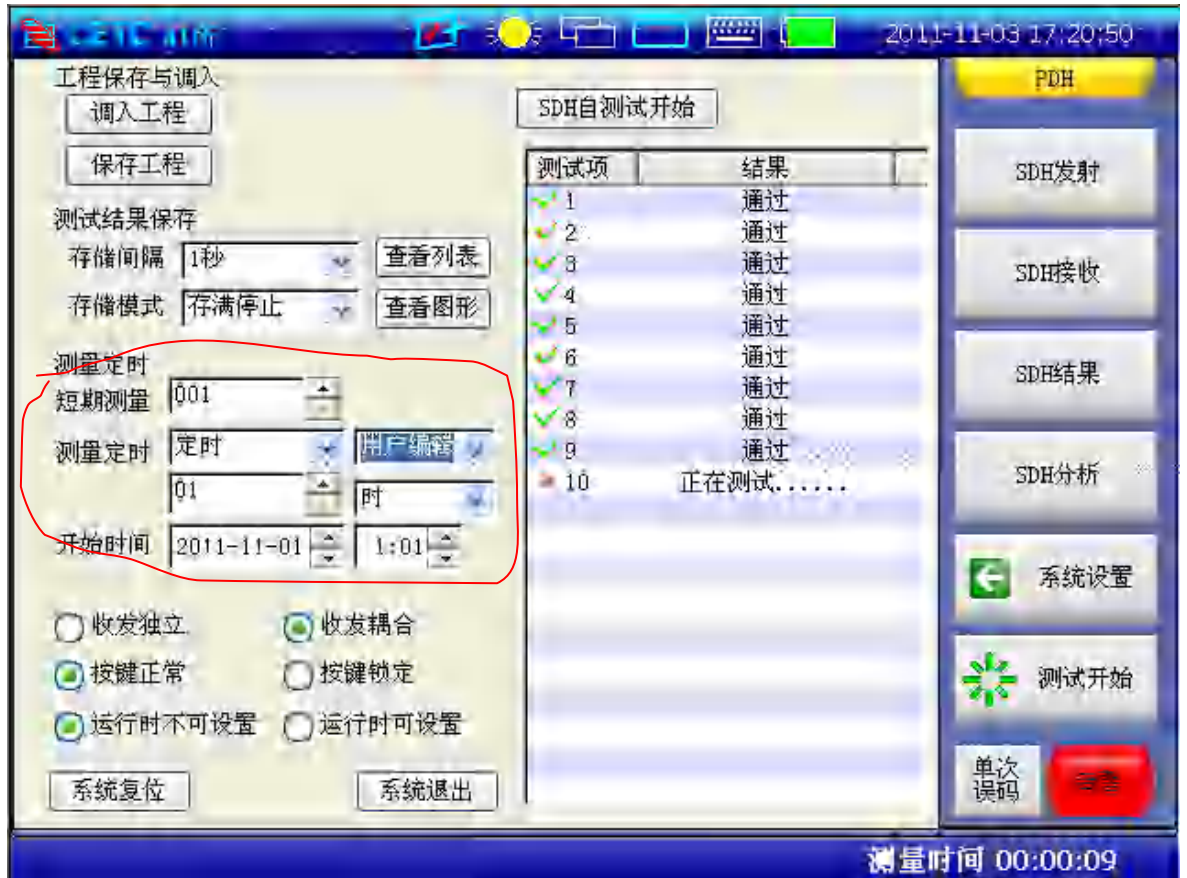 CETC 2011-11-03 17:20:50
工程保存与调入
调入工程
保存工程
测试结果保存
存储间隔 1秒 查看列表
存储模式 存满停止 查看图形
测量定时
短期测量 001
测量定时 定时 用户编辑
01 时
开始时间 2011-11-01 1:01
收发独立 收发耦合
按键正常 按键锁定
运行时不可设置 运行时可设置
系统复位 系统退出
SDH自测试开始
测试项 结果
1 通过
2 通过
3 通过
4 通过
5 通过
6 通过
7 通过
8 通过
9 通过
10 正在测试......
PDH
SDH发射
SDH接收
SDH结果
SDH分析
系统设置
测试开始
单次
误码
测量时间 00:00:09